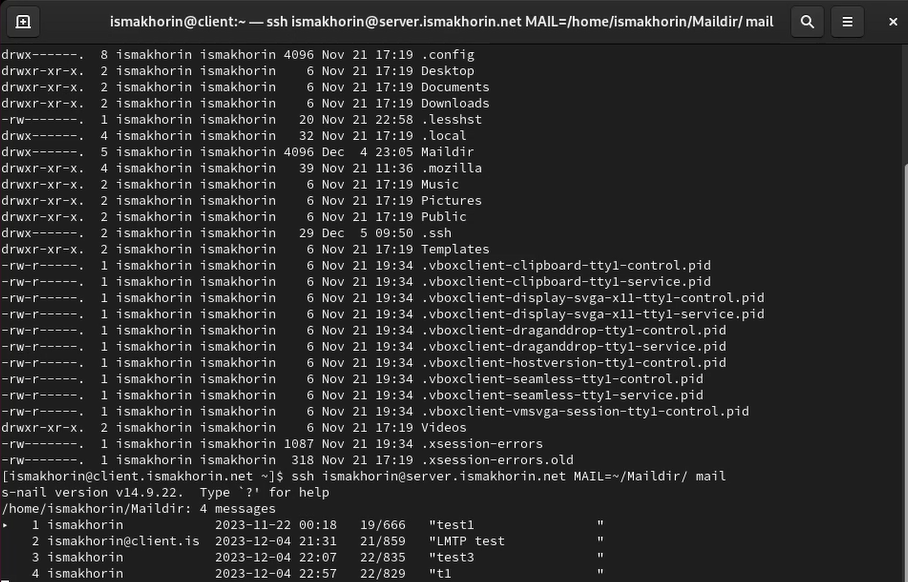 ismakhorin@client:~ — ssh ismakhorin@server.ismakhorin.net MAIL=/home/ismakhorin/Maildir/ mail
drwx------. 8 ismakhorin ismakhorin 4096 Nov 21 17:19 .config
drwxr-xr-x. 2 ismakhorin ismakhorin    6 Nov 21 17:19 Desktop
drwxr-xr-x. 2 ismakhorin ismakhorin    6 Nov 21 17:19 Documents
drwxr-xr-x. 2 ismakhorin ismakhorin    6 Nov 21 17:19 Downloads
-rw-------. 1 ismakhorin ismakhorin   20 Nov 21 22:58 .lesshst
drwx------. 4 ismakhorin ismakhorin   32 Nov 21 17:19 .local
drwx------. 5 ismakhorin ismakhorin 4096 Dec  4 23:05 Maildir
drwxr-xr-x. 4 ismakhorin ismakhorin   39 Nov 21 11:36 .mozilla
drwxr-xr-x. 2 ismakhorin ismakhorin    6 Nov 21 17:19 Music
drwxr-xr-x. 2 ismakhorin ismakhorin    6 Nov 21 17:19 Pictures
drwxr-xr-x. 2 ismakhorin ismakhorin    6 Nov 21 17:19 Public
drwx------. 2 ismakhorin ismakhorin   29 Dec  5 09:50 .ssh
drwxr-xr-x. 2 ismakhorin ismakhorin    6 Nov 21 17:19 Templates
-rw-r-----. 1 ismakhorin ismakhorin    6 Nov 21 19:34 .vboxclient-clipboard-tty1-control.pid
-rw-r-----. 1 ismakhorin ismakhorin    6 Nov 21 19:34 .vboxclient-clipboard-tty1-service.pid
-rw-r-----. 1 ismakhorin ismakhorin    6 Nov 21 19:34 .vboxclient-display-svga-x11-tty1-control.pid
-rw-r-----. 1 ismakhorin ismakhorin    6 Nov 21 19:34 .vboxclient-display-svga-x11-tty1-service.pid
-rw-r-----. 1 ismakhorin ismakhorin    6 Nov 21 19:34 .vboxclient-draganddrop-tty1-control.pid
-rw-r-----. 1 ismakhorin ismakhorin    6 Nov 21 19:34 .vboxclient-draganddrop-tty1-service.pid
-rw-r-----. 1 ismakhorin ismakhorin    6 Nov 21 19:34 .vboxclient-hostversion-tty1-control.pid
-rw-r-----. 1 ismakhorin ismakhorin    6 Nov 21 19:34 .vboxclient-seamless-tty1-control.pid
-rw-r-----. 1 ismakhorin ismakhorin    6 Nov 21 19:34 .vboxclient-seamless-tty1-service.pid
-rw-r-----. 1 ismakhorin ismakhorin    6 Nov 21 19:34 .vboxclient-vmsvga-session-tty1-control.pid
drwxr-xr-x. 2 ismakhorin ismakhorin    6 Nov 21 17:19 Videos
-rw-------. 1 ismakhorin ismakhorin 1087 Nov 21 19:34 .xsession-errors
-rw-------. 1 ismakhorin ismakhorin  318 Nov 21 17:19 .xsession-errors.old
[ismakhorin@client.ismakhorin.net ~]$ ssh ismakhorin@server.ismakhorin.net MAIL=~/Maildir/ mail
s-nail version v14.9.22.  Type `?' for help
/home/ismakhorin/Maildir: 4 messages
▸   1 ismakhorin            2023-11-22 00:18   19/666   "test1              "
    2 ismakhorin@client.is  2023-12-04 21:31   21/859   "LMTP test          "
    3 ismakhorin            2023-12-04 22:07   22/835   "test3              "
    4 ismakhorin            2023-12-04 22:57   22/829   "t1                 "